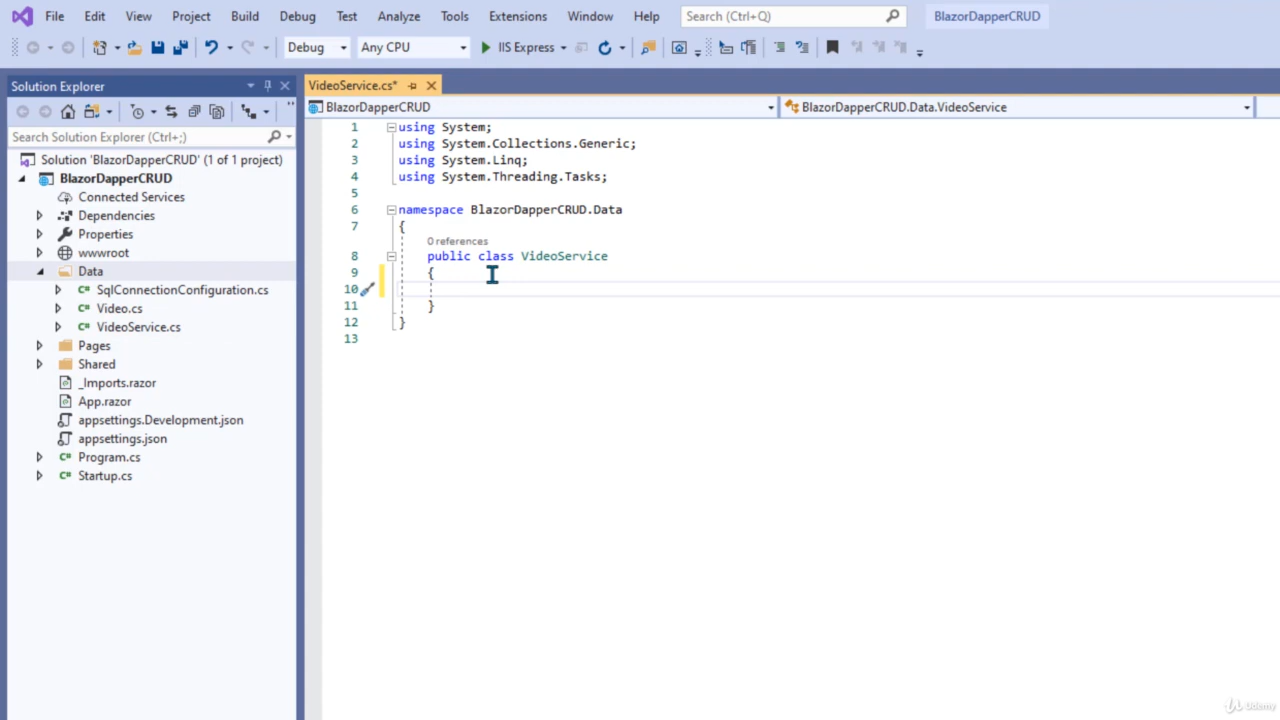 File Edit View Project Build Debug Test Analyze Tools Extensions Window Help Search (Ctrl+Q) BlazorDapperCRUD
Debug Any CPU IIS Express
Solution Explorer
VideoService.cs*
BlazorDapperCRUD BlazorDapperCRUD.Data.VideoService
Search Solution Explorer (Ctrl+;)
Solution 'BlazorDapperCRUD' (1 of 1 project)
BlazorDapperCRUD
Connected Services
Dependencies
Properties
wwwroot
Data
SqlConnectionConfiguration.cs
Video.cs
VideoService.cs
Pages
Shared
_Imports.razor
App.razor
appsettings.Development.json
appsettings.json
Program.cs
Startup.cs
1 using System;
2 using System.Collections.Generic;
3 using System.Linq;
4 using System.Threading.Tasks;
5
6 namespace BlazorDapperCRUD.Data
7 {
0 references
8 public class VideoService
9 {
10
11 }
12 }
13
Udemy